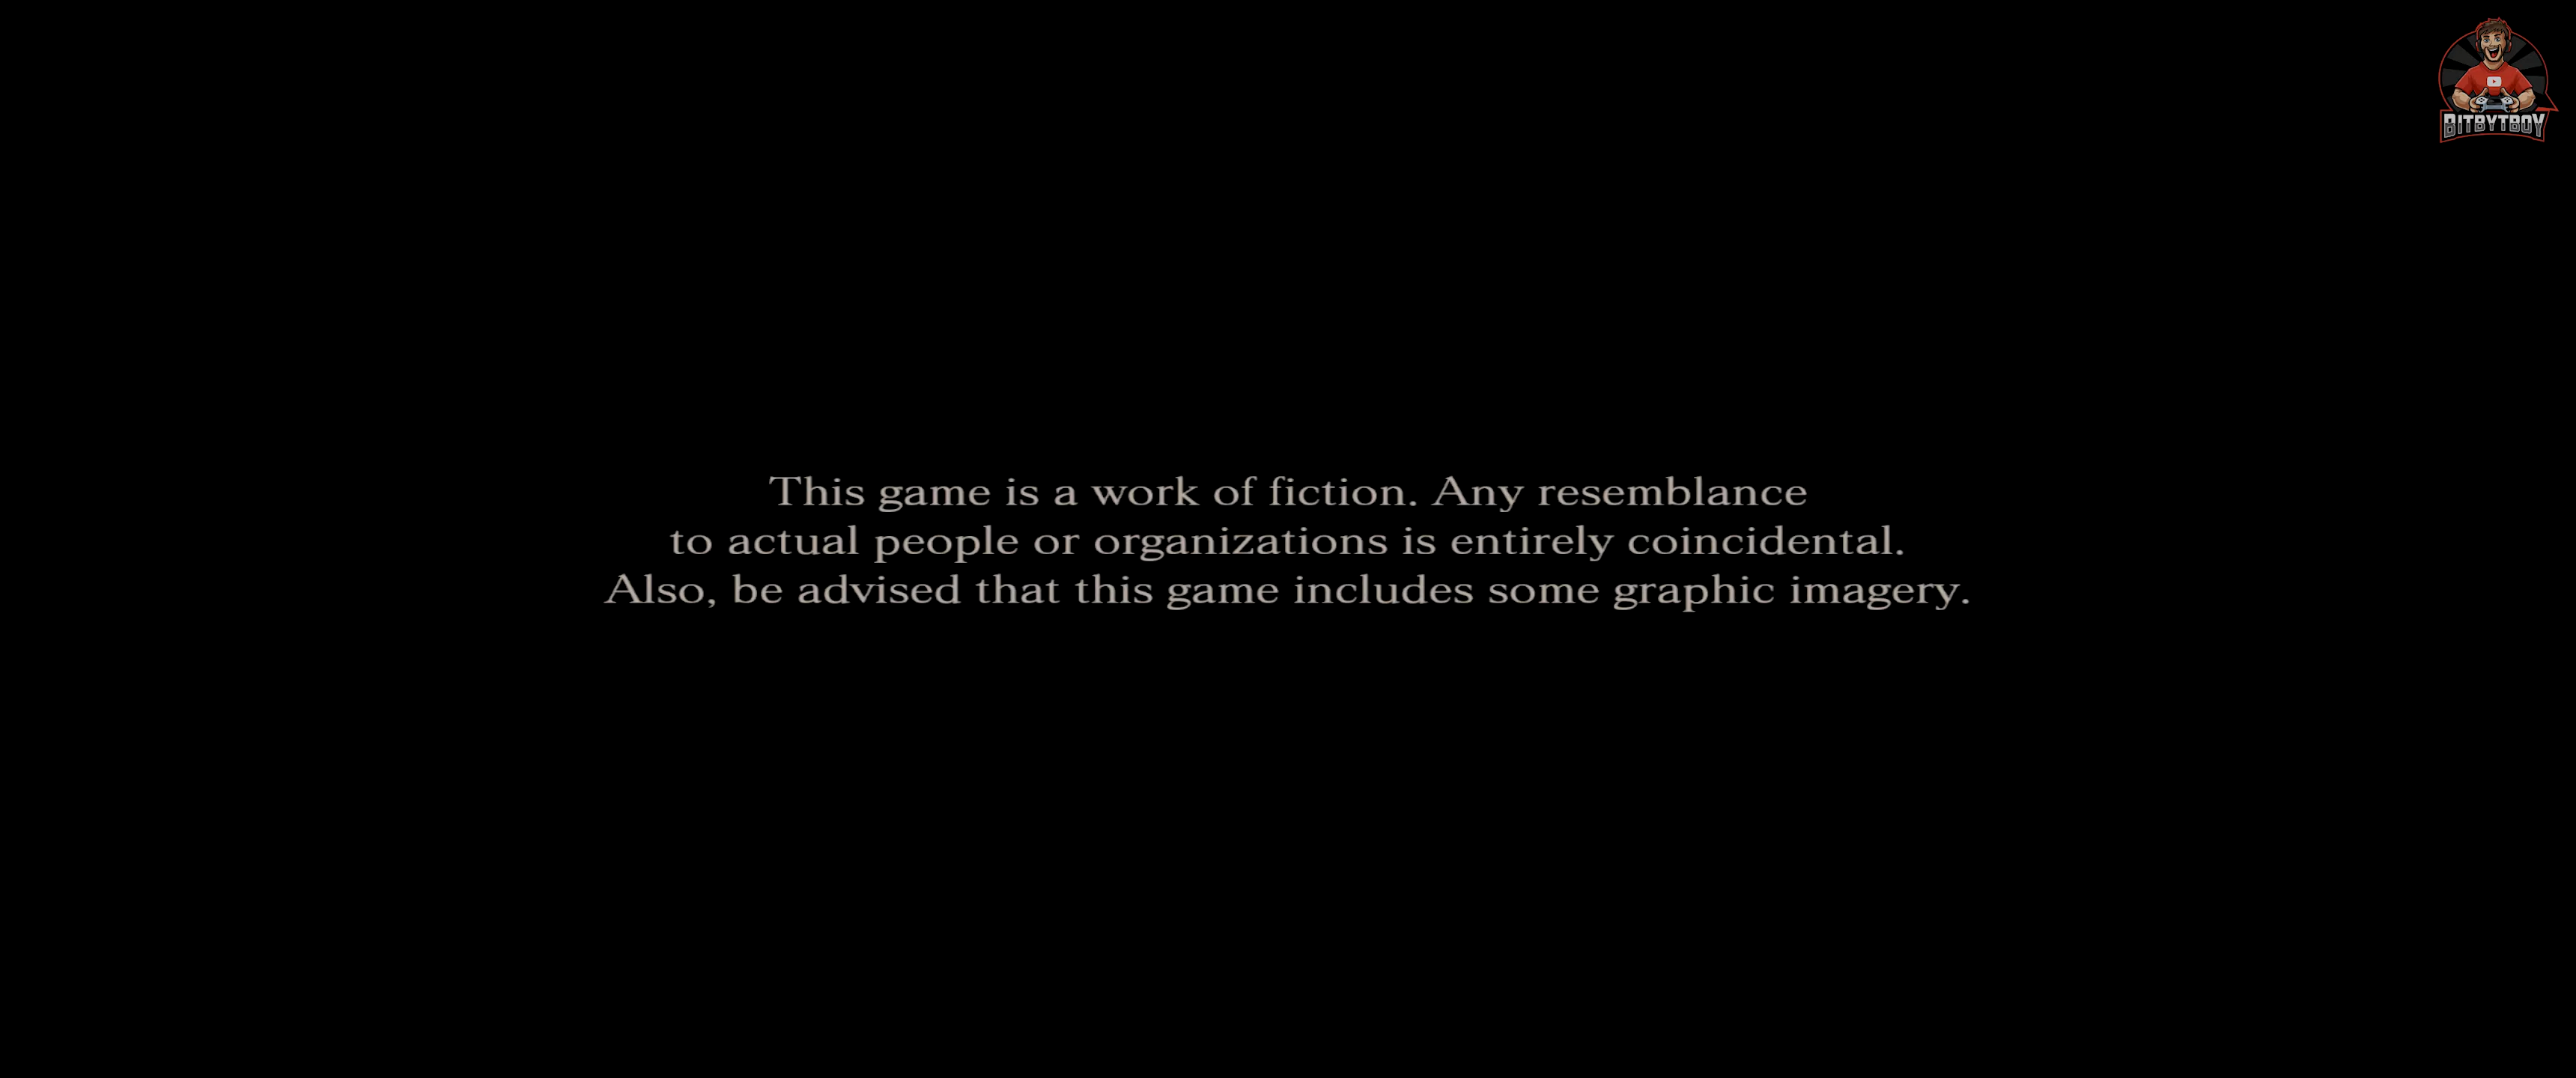 BITBYTBOY
This game is a work of fiction. Any resemblance
to actual people or organizations is entirely coincidental.
Also, be advised that this game includes some graphic imagery.